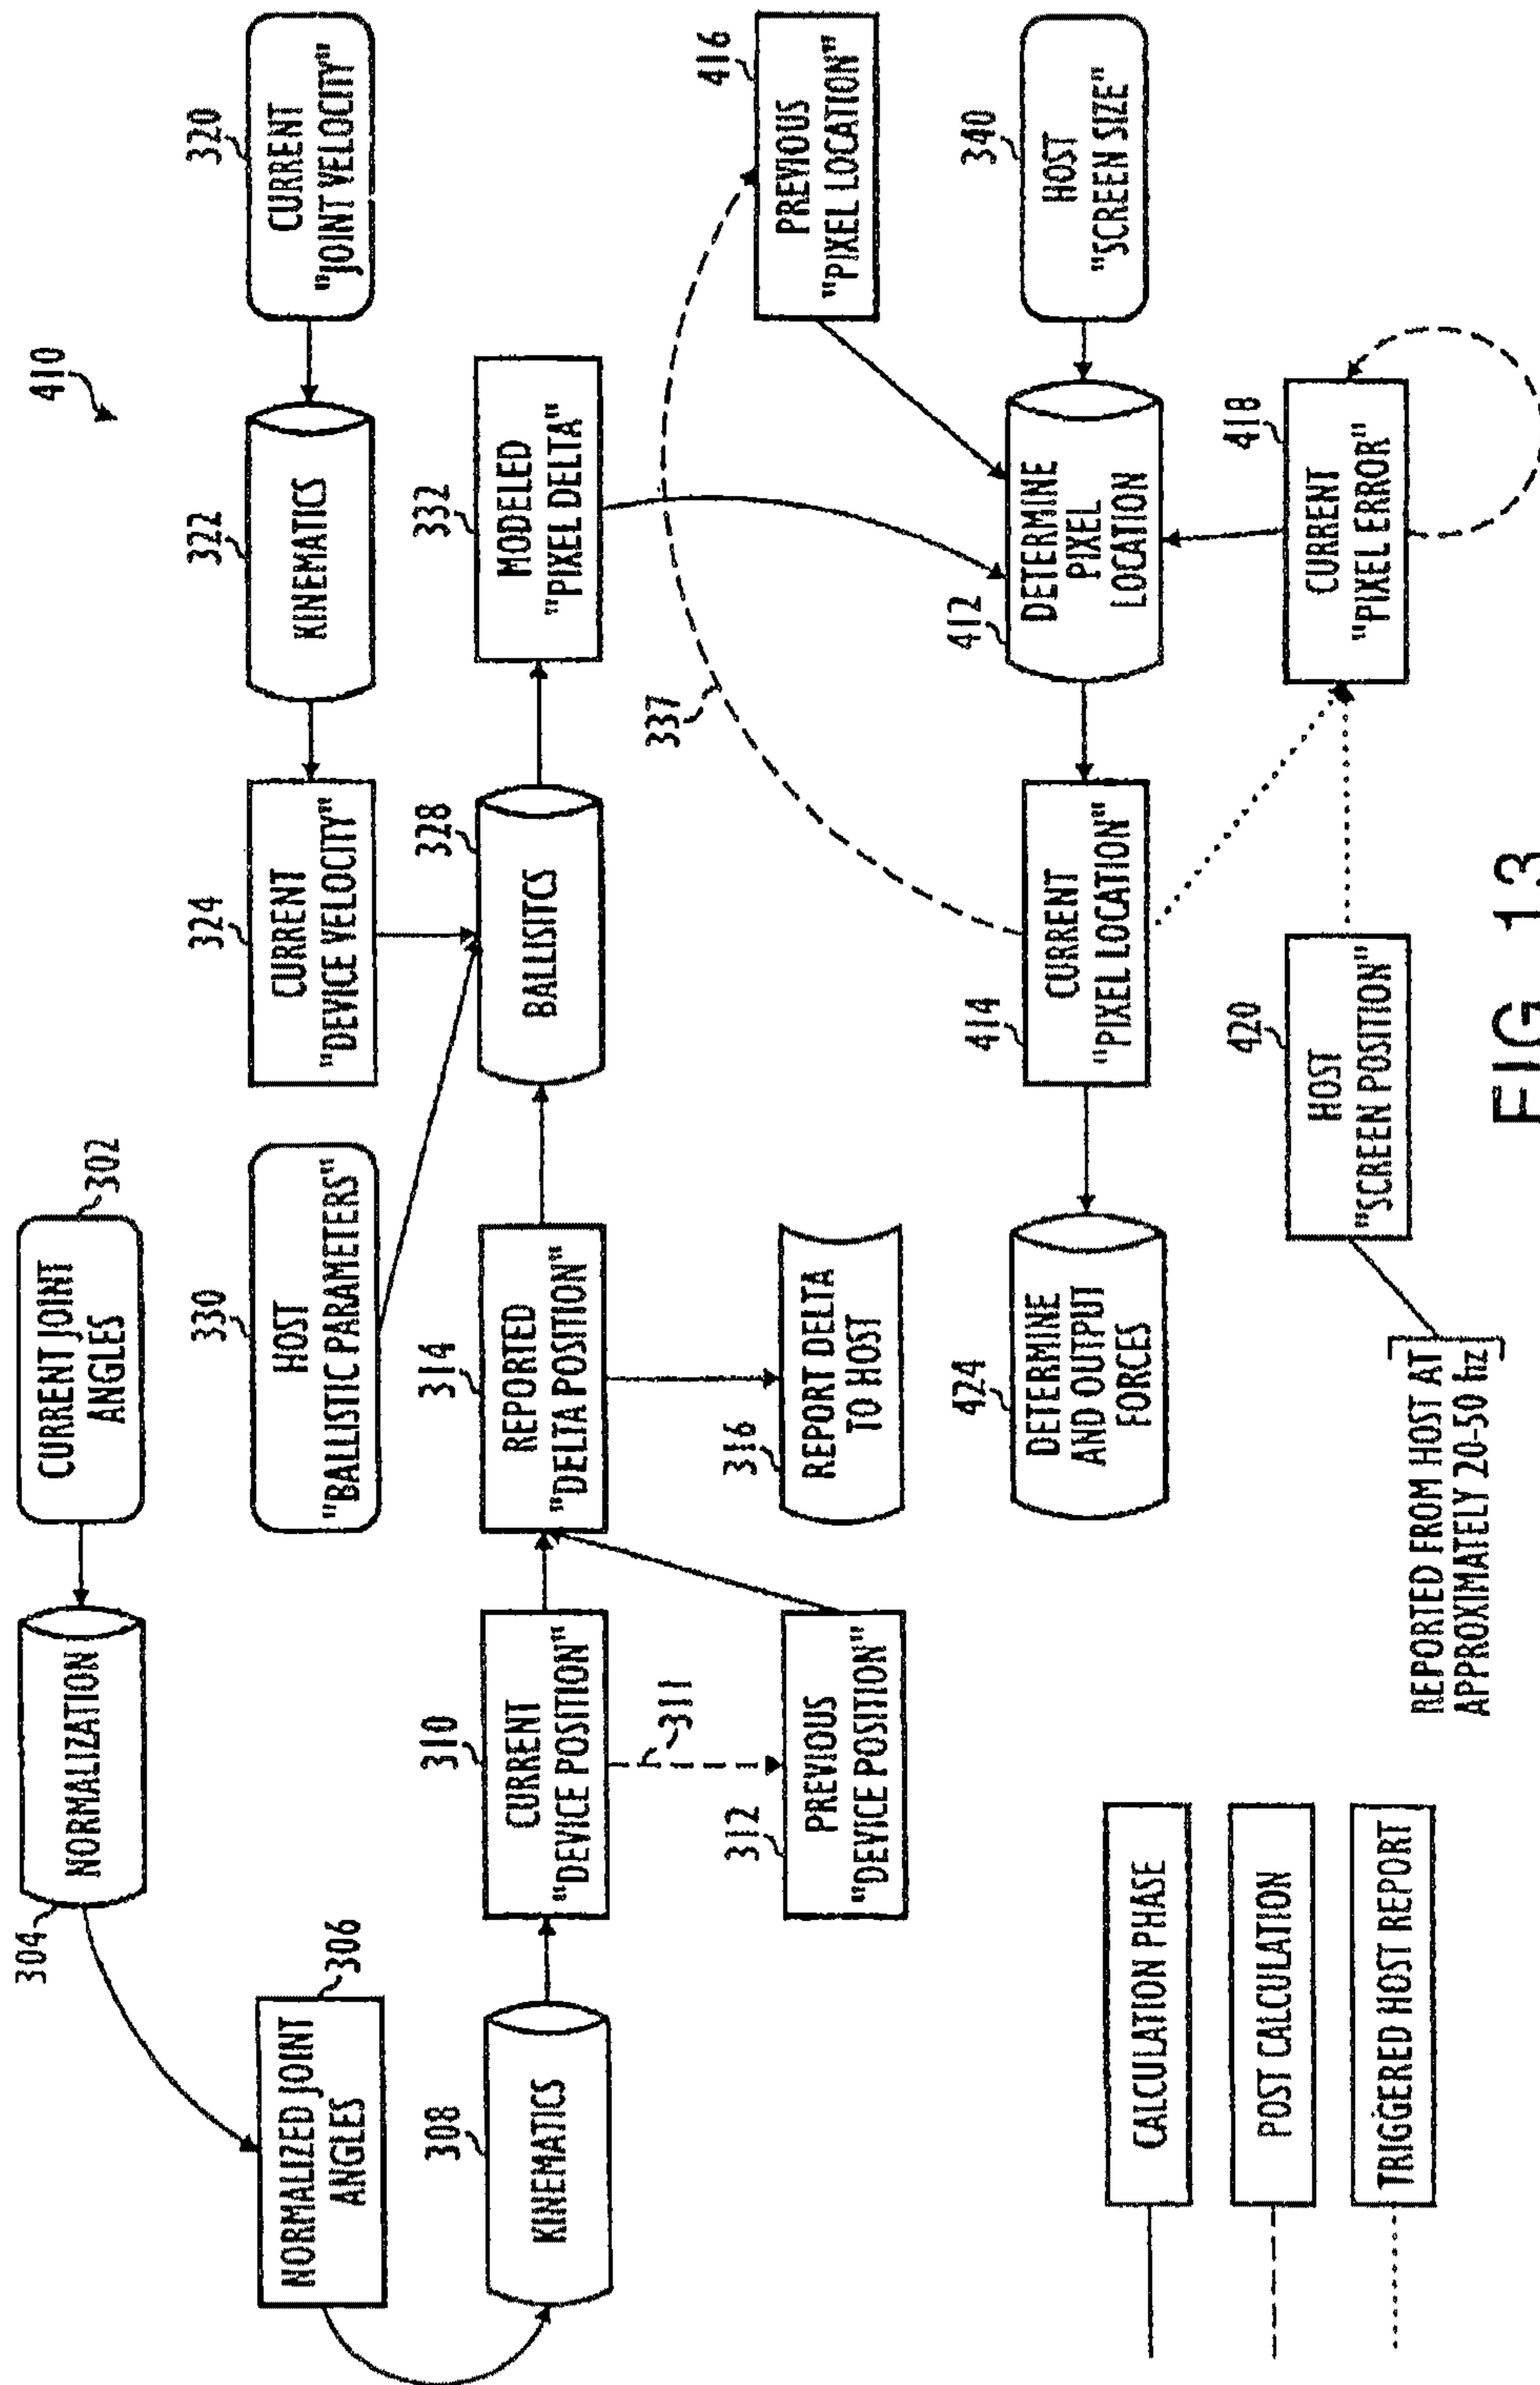 410
CURRENT JOINT
ANGLES
302
NORMALIZATION
304
NORMALIZED JOINT
ANGLES
306
HOST
"BALLISTIC PARAMETERS"
330
CURRENT
"DEVICE VELOCITY"
324
KINEMATICS
322
CURRENT
"JOINT VELOCITY"
320
KINEMATICS
308
CURRENT
"DEVICE POSITION"
310
311
REPORTED
"DELTA POSITION"
314
BALLISITCS
328
MODELED
"PIXEL DELTA"
332
PREVIOUS
"DEVICE POSITION"
312
REPORT DELTA
TO HOST
316
337
PREVIOUS
"PIXEL LOCATION"
416
DETERMINE
AND OUTPUT
FORCES
424
CURRENT
"PIXEL LOCATION"
414
DETERMINE
PIXEL
LOCATION
412
HOST
"SCREEN SIZE"
340
HOST
"SCREEN POSITION"
420
CURRENT
"PIXEL ERROR"
418
REPORTED FROM HOST AT
APPROXIMATELY 20-50 hz
CALCULATION PHASE
POST CALCULATION
TRIGGERED HOST REPORT
FIG. 13